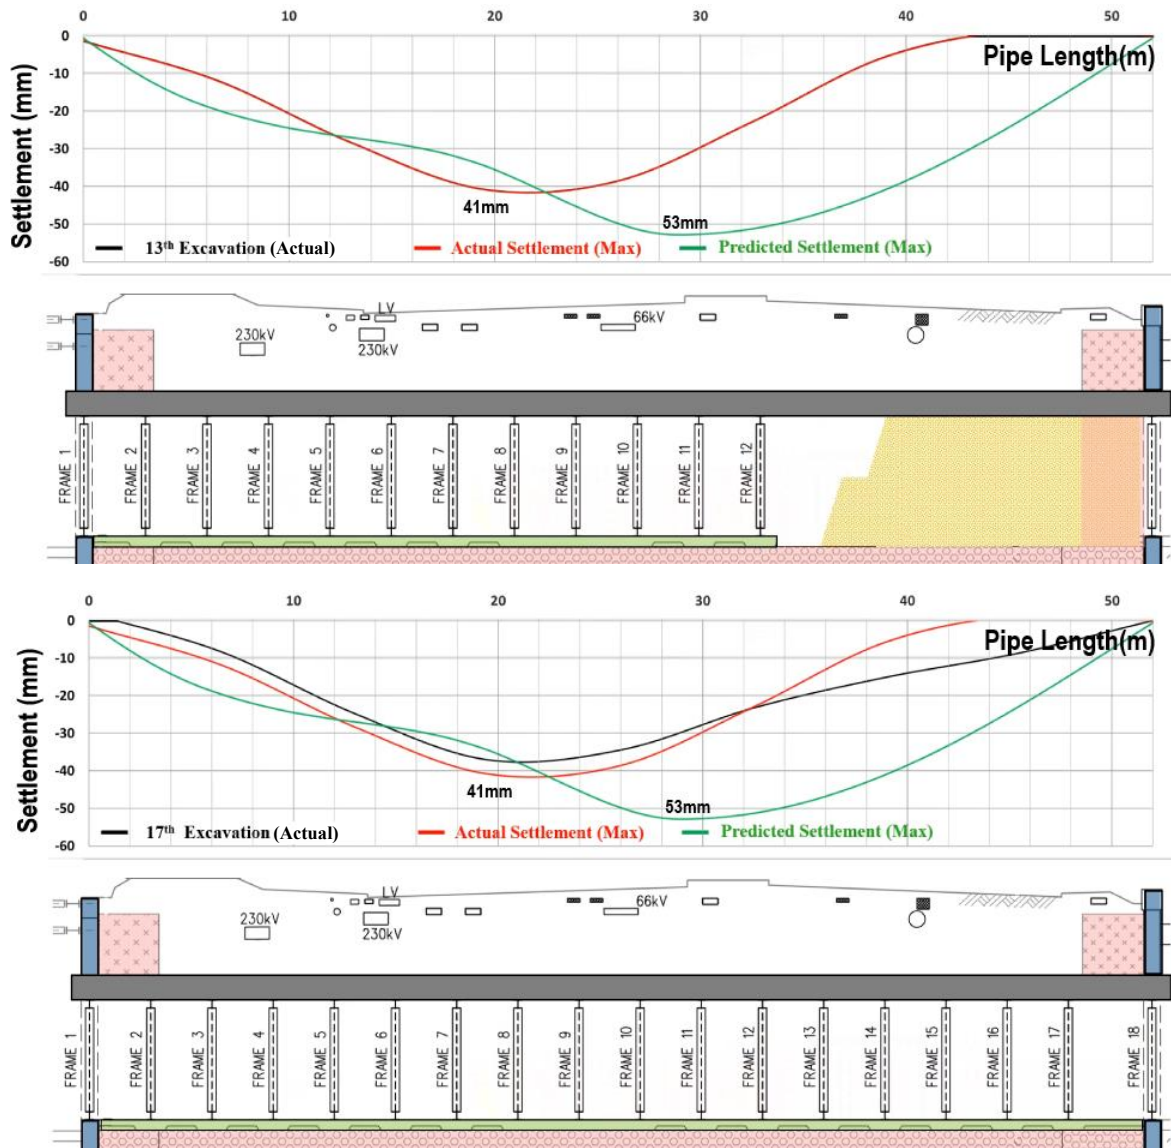 0 10 20 30 40 50
Pipe Length(m)
Settlement (mm)
0
-10
-20
-30
-40
-50
-60
41mm
53mm
13th Excavation (Actual) Actual Settlement (Max) Predicted Settlement (Max)
LV
230kV
230kV
66kV
FRAME 1
FRAME 2
FRAME 3
FRAME 4
FRAME 5
FRAME 6
FRAME 7
FRAME 8
FRAME 9
FRAME 10
FRAME 11
FRAME 12
0 10 20 30 40 50
Pipe Length(m)
Settlement (mm)
0
-10
-20
-30
-40
-50
-60
41mm
53mm
17th Excavation (Actual) Actual Settlement (Max) Predicted Settlement (Max)
LV
230kV
230kV
66kV
FRAME 1
FRAME 2
FRAME 3
FRAME 4
FRAME 5
FRAME 6
FRAME 7
FRAME 8
FRAME 9
FRAME 10
FRAME 11
FRAME 12
FRAME 13
FRAME 14
FRAME 15
FRAME 16
FRAME 17
FRAME 18